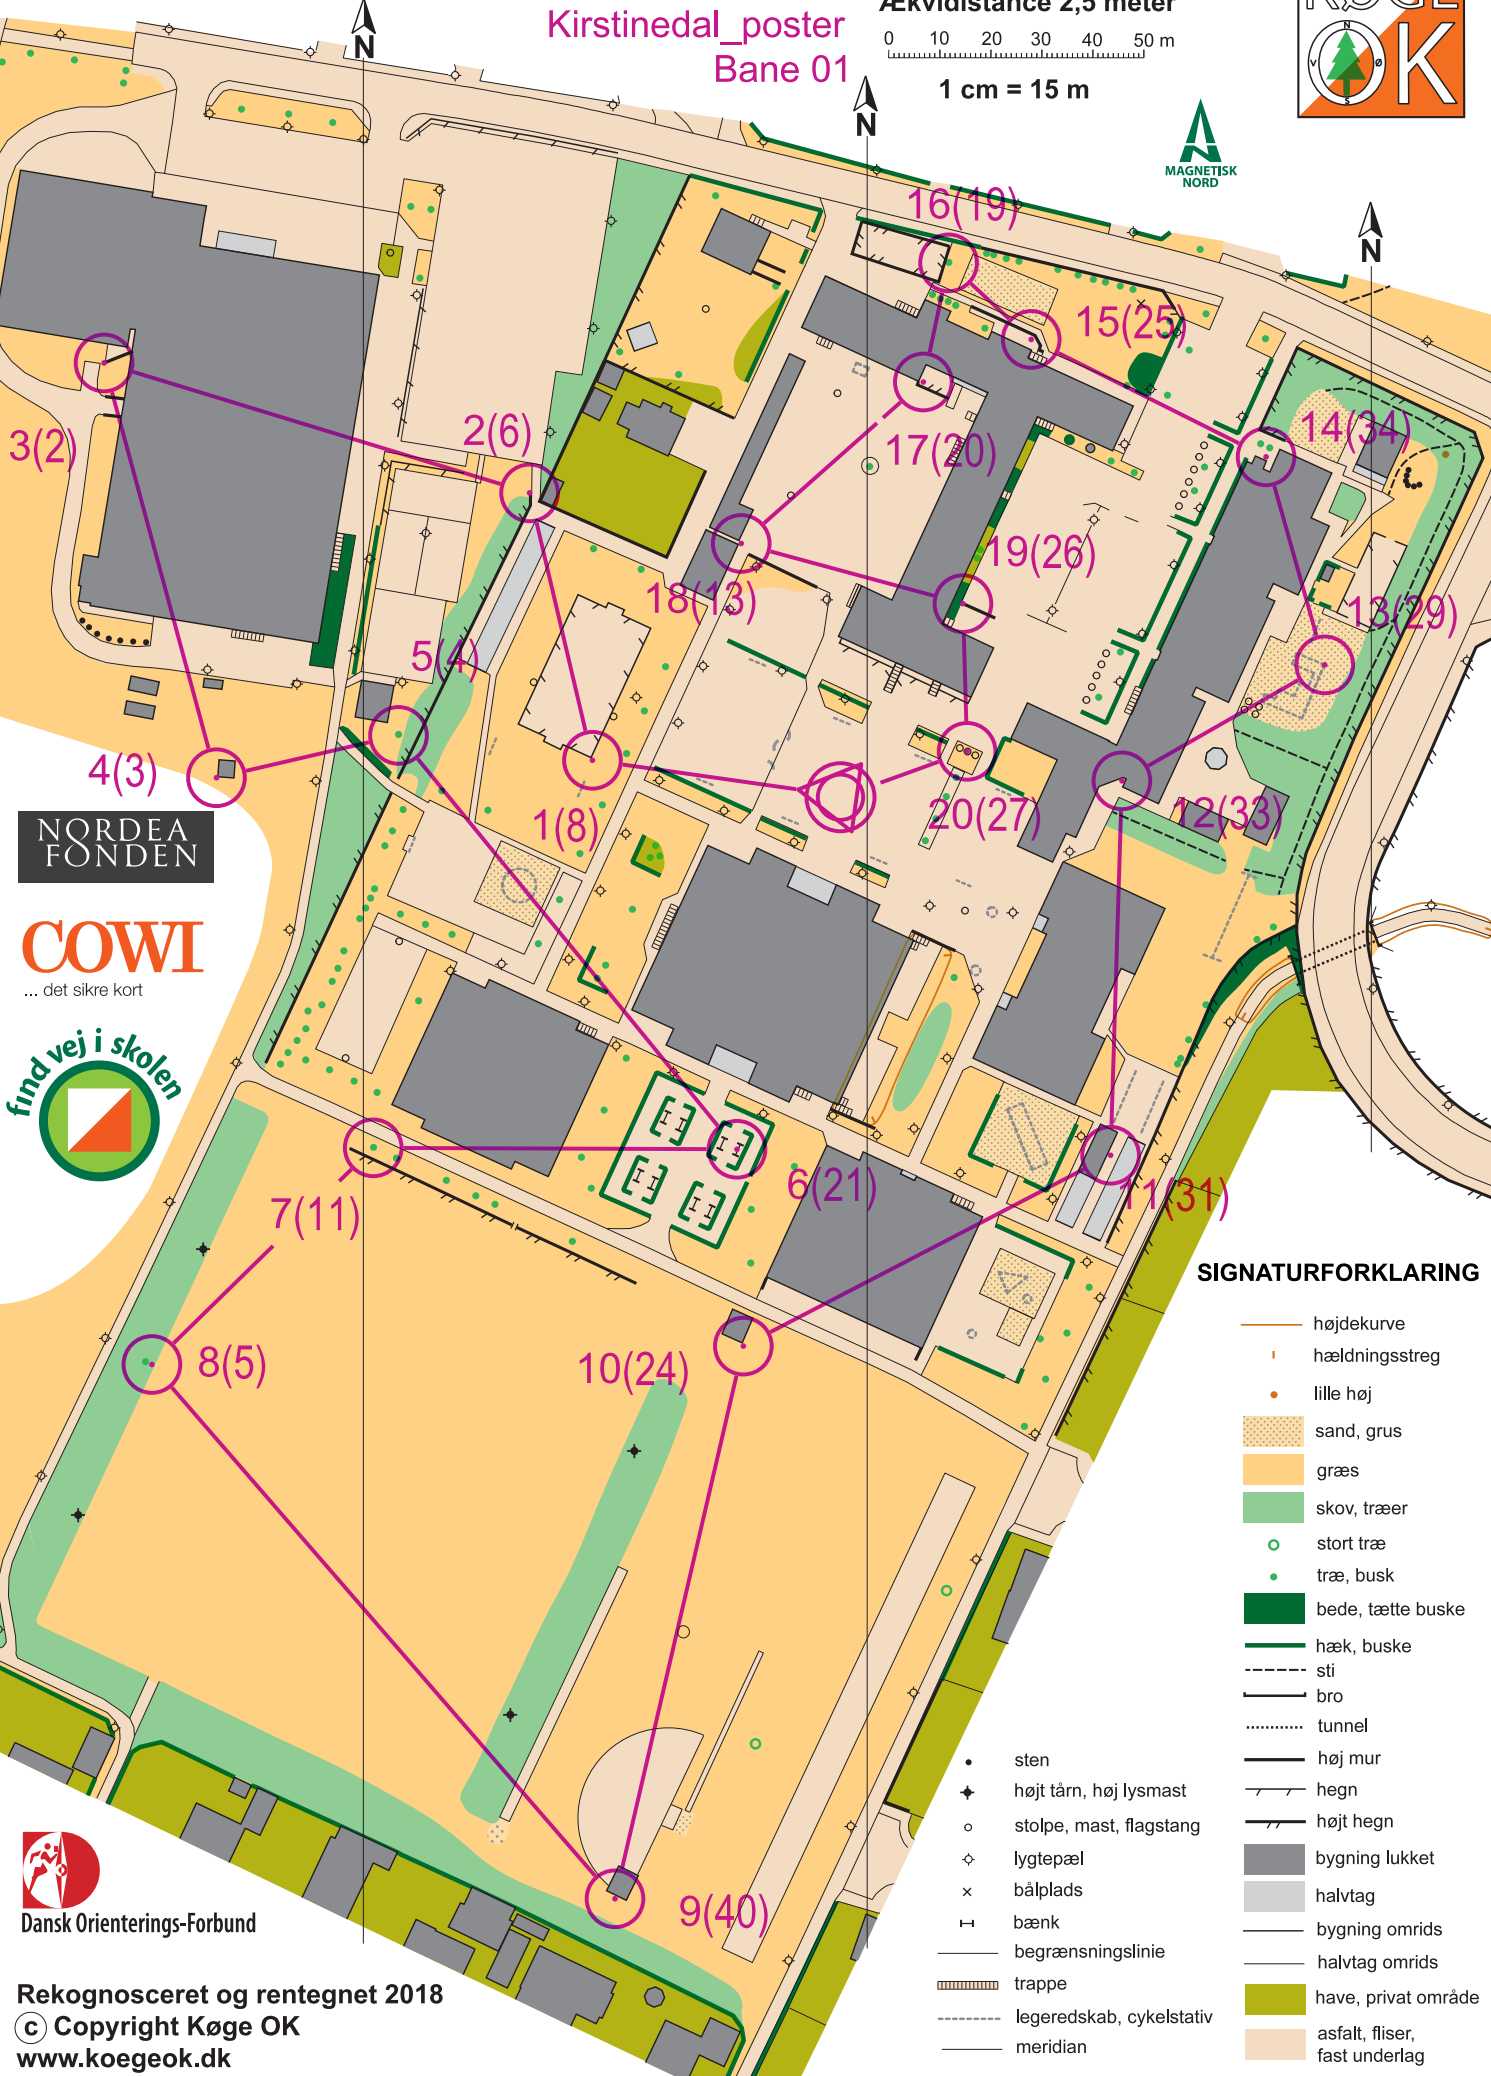 Kirstinedal_poster
Bane 01
Ækvidistance 2,5 meter
0 10 20 30 40 50 m
1 cm = 15 m
KØGE
OK
N
V
Ø
S
N
N
N
MAGNETISK
NORD
16(19)
15(25)
14(34)
3(2)
2(6)
17(20)
19(26)
18(13)
13(29)
5(4)
4(3)
1(8)
20(27)
12(33)
NORDEA
FONDEN
COWI
... det sikre kort
find vej i skolen
6(21)
7(11)
11(31)
8(5)
10(24)
9(40)
SIGNATURFORKLARING
højdekurve
hældningsstreg
lille høj
sand, grus
græs
skov, træer
stort træ
træ, busk
bede, tætte buske
hæk, buske
sti
bro
tunnel
høj mur
hegn
højt hegn
bygning lukket
halvtag
bygning omrids
halvtag omrids
have, privat område
asfalt, fliser,
fast underlag
sten
højt tårn, høj lysmast
stolpe, mast, flagstang
lygtepæl
bålplads
bænk
begrænsningslinie
trappe
legeredskab, cykelstativ
meridian
Dansk Orienterings-Forbund
Rekognosceret og rentegnet 2018
c Copyright Køge OK
www.koegeok.dk